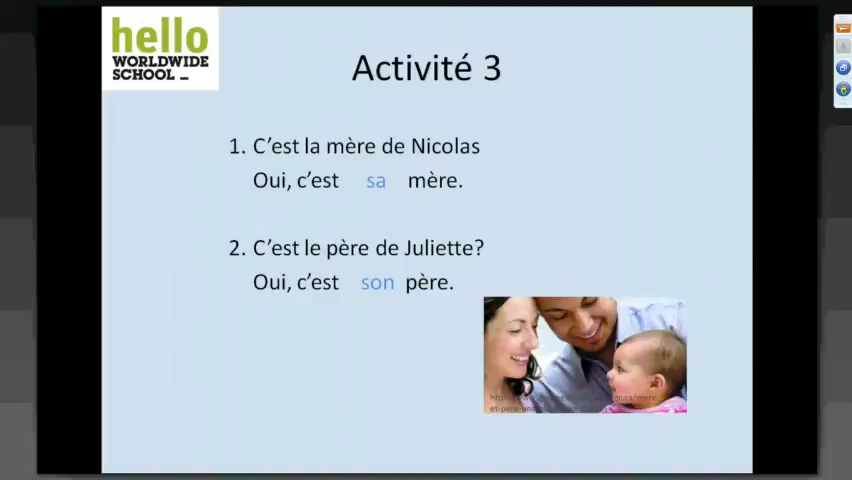 hello
WORLDWIDE
SCHOOL _
Activité 3
1. C'est la mère de Nicolas
Oui, c'est sa mère.
2. C'est le père de Juliette?
Oui, c'est son père.